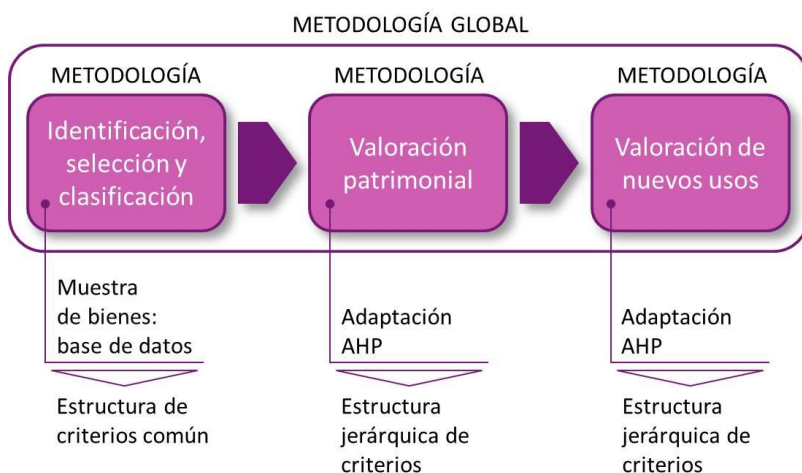 METODOLOGÍA GLOBAL
METODOLOGÍA
Identificación,
selección y
clasificación
METODOLOGÍA
Valoración
patrimonial
METODOLOGÍA
Valoración de
nuevos usos
Muestra
de bienes:
base de datos
Estructura de
criterios común
Adaptación
AHP
Estructura
jerárquica de
criterios
Adaptación
AHP
Estructura
jerárquica de
criterios